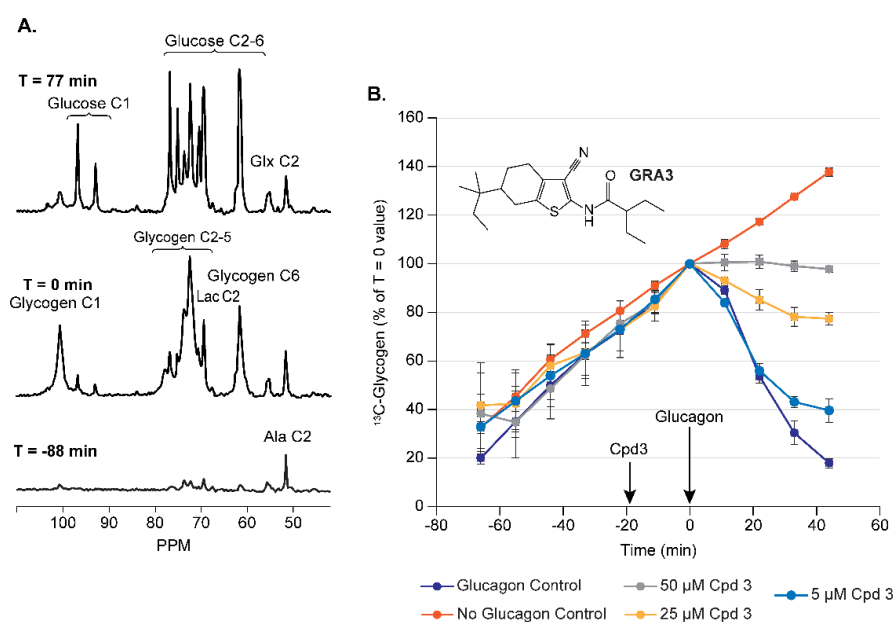 A.
Glucose C2-6
T = 77 min
Glucose C1
Glx C2
Glycogen C2-5
T = 0 min
Glycogen C1
Glycogen C6
Lac C2
Ala C2
T = -88 min
100 90 80 70 60 50
PPM
B.
160
140
120
100
80
60
40
20
0
¹³C-Glycogen (% of T = 0 value)
N
GRA3
O
S
N
H
Glucagon
Cpd3
-80 -60 -40 -20 0 20 40 60
Time (min)
Glucagon Control
50 µM Cpd 3
5 µM Cpd 3
No Glucagon Control
25 µM Cpd 3